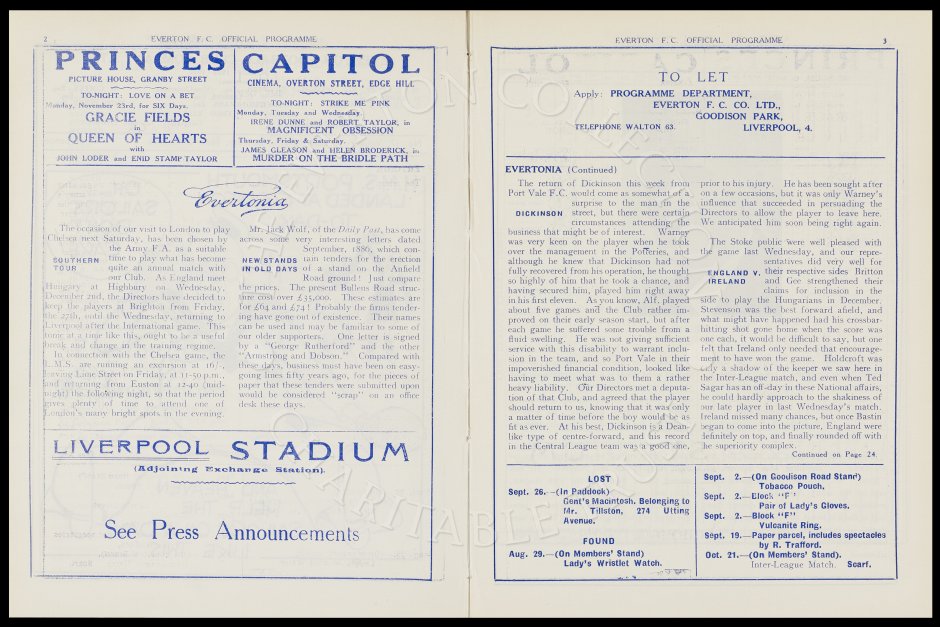 2
EVERTON F.C. OFFICIAL PROGRAMME
PRINCES
PICTURE HOUSE, GRANBY STREET
TO-NIGHT: LOVE ON A BET
Monday, November 23rd, for SIX Days.
GRACIE FIELDS
in
QUEEN OF HEARTS
with
JOHN LODER and ENID STAMP TAYLOR
CAPITOL
CINEMA, OVERTON STREET, EDGE HILL
TO-NIGHT: STRIKE ME PINK
Monday, Tuesday and Wednesday.
IRENE DUNNE and ROBERT TAYLOR, in
MAGNIFICENT OBSESSION
Thursday, Friday & Saturday.
JAMES GLEASON and HELEN BRODERICK, in
MURDER ON THE BRIDLE PATH
Evertonia
The occasion of our visit to London to play
Chelsea next Saturday, has been chosen by
the Army F.A. as a suitable
SOUTHERN TOUR
time to play what has become
quite an annual match with
our Club. As England meet
Hungary at Highbury on Wednesday,
December 2nd, the Directors have decided to
keep the players at Brighton from Friday,
the 27th, until the Wednesday, returning to
Liverpool after the International game. This
tonic at a time like this, ought to be a useful
break and change in the training regime.
In connection with the Chelsea game, the
L.M.S. are running an excursion at 16/-,
leaving Lime Street on Friday, at 11-50 p.m.,
and returning from Euston at 12-40 (mid-
night) the following night, so that the period
gives plenty of time to attend one of
London's many bright spots in the evening.
Mr. Jack Wolf, of the Daily Post, has come
across some very interesting letters dated
September, 1886, which con-
NEW STANDS IN OLD DAYS
tain tenders for the erection
of a stand on the Anfield
Road ground! Just compare
the prices. The present Bullens Road struc-
ture cost over £35,000. These estimates are
for £64 and £74! Probably the firms tender-
ing have gone out of existence. Their names
can be used and may be familiar to some of
our older supporters. One letter is signed
by a "George Rutherford" and the other
"Armstrong and Dobson." Compared with
these days, business must have been on easy-
going lines fifty years ago, for the pieces of
paper that these tenders were submitted upon
would be considered "scrap" on an office
desk these days.
LIVERPOOL STADIUM
(Adjoining Exchange Station).
See Press Announcements
EVERTON F.C. OFFICIAL PROGRAMME
3
TO LET
Apply: PROGRAMME DEPARTMENT,
EVERTON F. C. CO. LTD.,
GOODISON PARK,
TELEPHONE WALTON 63. LIVERPOOL, 4.
EVERTONIA (Continued)
The return of Dickinson this week from
Port Vale F.C. would come as somewhat of a
surprise to the man in the
DICKINSON
street, but there were certain
circumstances attending the
business that might be of interest. Warney
was very keen on the player when he took
over the management in the Potteries, and
although he knew that Dickinson had not
fully recovered from his operation, he thought
so highly of him that he took a chance, and
having secured him, played him right away
in his first eleven. As you know, Alf, played
about five games and the Club rather im-
proved on their early season start, but after
each game he suffered some trouble from a
fluid swelling. He was not giving sufficient
service with this disability to warrant inclu-
sion in the team, and so Port Vale in their
impoverished financial condition, looked like
having to meet what was to them a rather
heavy liability. Our Directors met a deputa-
tion of that Club, and agreed that the player
should return to us, knowing that it was only
a matter of time before the boy would be as
fit as ever. At his best, Dickinson is a Dean-
like type of centre-forward, and his record
in the Central League team was a good one,
prior to his injury. He has been sought after
on a few occasions, but it was only Warney's
influence that succeeded in persuading the
Directors to allow the player to leave here.
We anticipated him soon being right again.
The Stoke public were well pleased with
the game last Wednesday, and our repre-
sentatives did very well for
ENGLAND V. IRELAND
their respective sides Britton
and Gee strengthened their
claims for inclusion in the
side to play the Hungarians in December.
Stevenson was the best forward afield, and
what might have happened had his crossbar-
hitting shot gone home when the score was
one each, it would be difficult to say, but one
felt that Ireland only needed that encourage-
ment to have won the game. Holdcroft was
only a shadow of the keeper we saw here in
the Inter-League match, and even when Ted
Sagar has an off-day in these National affairs,
he could hardly approach to the shakiness of
our late player in last Wednesday's match.
Ireland missed many chances, but once Bastin
began to come into the picture, England were
definitely on top, and finally rounded off with
the superiority complex.
Continued on Page 24.
LOST
Sept. 26.—(In Paddock)
Gent's Macintosh. Belonging to
Mr. Tillston, 274 Utting
Avenue.
FOUND
Aug. 29.—(On Members' Stand)
Lady's Wristlet Watch.
Sept. 2.—(On Goodison Road Stand)
Tobacco Pouch.
Sept. 2.—Block "F"
Pair of Lady's Gloves.
Sept. 2.—Block "F"
Vulcanite Ring.
Sept. 19.—Paper parcel, includes spectacles
by R. Trafford.
Oct. 21.—(On Members' Stand).
Inter-League Match. Scarf.